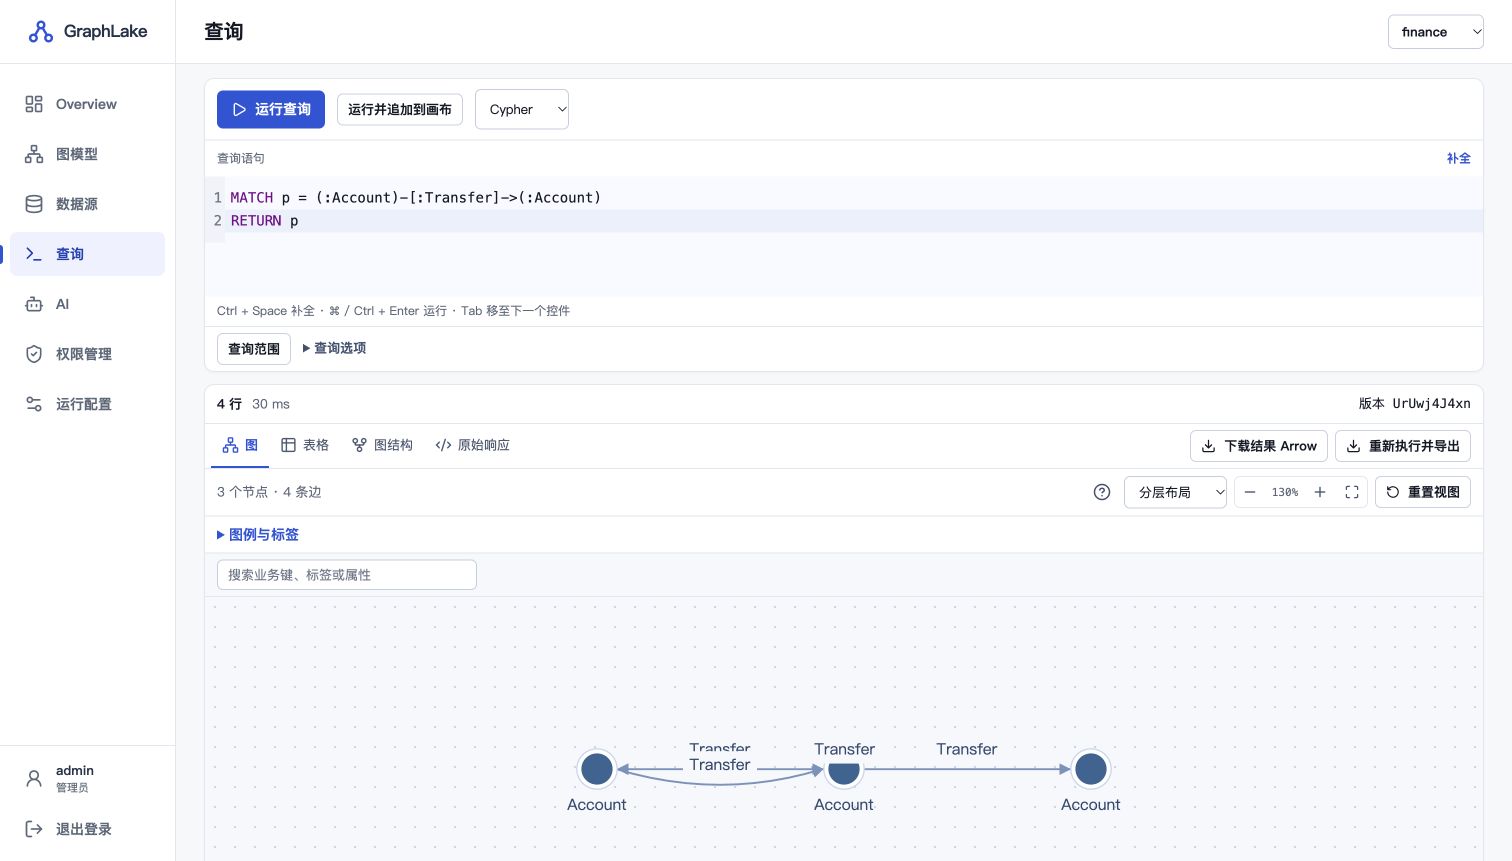 GraphLake
查询
finance
Overview
图模型
数据源
查询
AI
权限管理
运行配置
admin
管理员
退出登录
运行查询
运行并追加到画布
Cypher
查询语句
补全
1 MATCH p = (:Account)-[:Transfer]->(:Account)
2 RETURN p
Ctrl + Space 补全 · ⌘ / Ctrl + Enter 运行 · Tab 移至下一个控件
查询范围
查询选项
4 行 30 ms
版本 UrUwj4J4xn
图
表格
图结构
原始响应
下载结果 Arrow
重新执行并导出
3 个节点 · 4 条边
分层布局
130%
重置视图
图例与标签
搜索业务键、标签或属性
Transfer
Transfer
Transfer
Transfer
Account
Account
Account